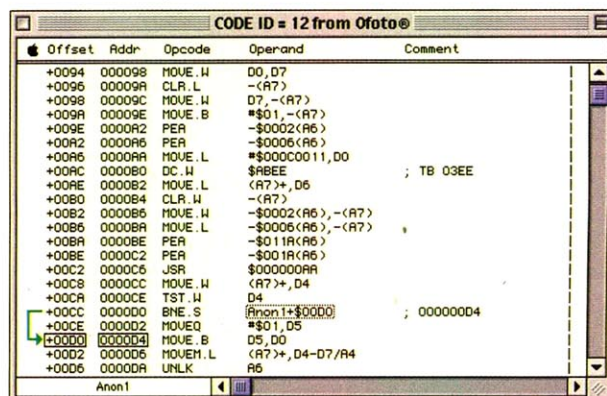 CODE ID = 12 from Ofoto®
Offset Addr Opcode Operand Comment
+0094 000098 MOVE.W D0,D7
+0096 00009A CLR.L -(A7)
+0098 00009C MOVE.W D7,-(A7)
+009A 00009E MOVE.B #$01,-(A7)
+009E 0000A2 PEA -$0002(A6)
+00A2 0000A6 PEA -$0006(A6)
+00A6 0000AA MOVE.L #$000C0011,D0
+00AC 0000B0 DC.W $ABEE ; TB 03EE
+00AE 0000B2 MOVE.L (A7)+,D6
+00B0 0000B4 CLR.W -(A7)
+00B2 0000B6 MOVE.W -$0002(A6),-(A7)
+00B6 0000BA MOVE.L -$0006(A6),-(A7)
+00BA 0000BE PEA -$011A(A6)
+00BE 0000C2 PEA -$001A(A6)
+00C2 0000C6 JSR $000000AA
+00C8 0000CC MOVE.W (A7)+,D4
+00CA 0000CE TST.W D4
+00CC 0000D0 BNE.S Anon1+$00D0 ; 000000D4
+00CE 0000D2 MOVEQ #$01,D5
+00D0 0000D4 MOVE.B D5,D0
+00D2 0000D6 MOVEM.L (A7)+,D4-D7/A4
+00D6 0000DA UNLK A6
Anon1